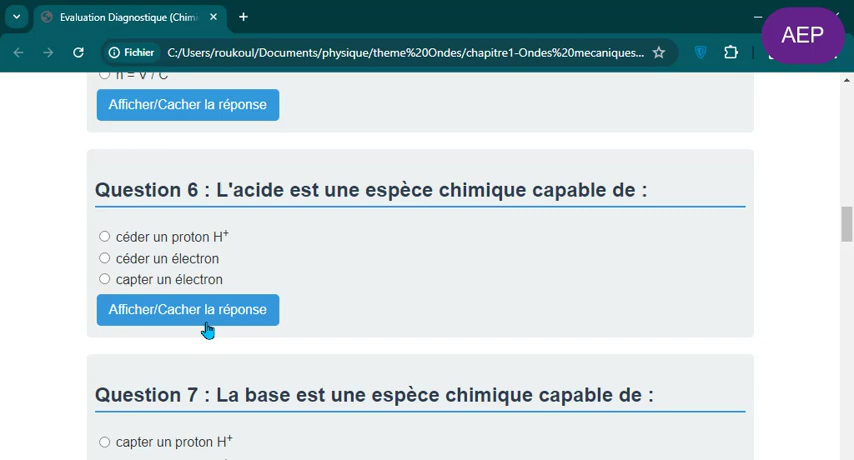 Evaluation Diagnostique (Chimi
AEP
Fichier
C:/Users/roukoul/Documents/physique/theme%20Ondes/chapitre1-Ondes%20mecaniques...
n = V / C
Afficher/Cacher la réponse
Question 6 : L'acide est une espèce chimique capable de :
céder un proton H⁺
céder un électron
capter un électron
Afficher/Cacher la réponse
Question 7 : La base est une espèce chimique capable de :
capter un proton H⁺